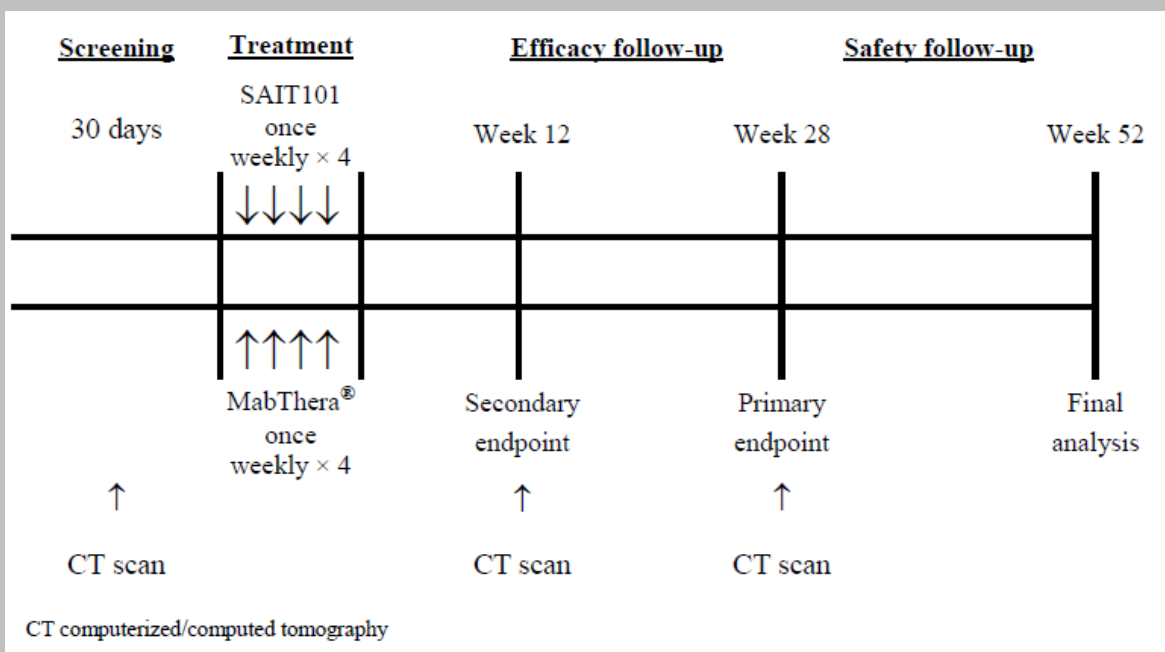 Screening
Treatment
Efficacy follow-up
Safety follow-up
30 days
SAIT101
once
weekly × 4
Week 12
Week 28
Week 52
MabThera®
once
weekly × 4
Secondary
endpoint
Primary
endpoint
Final
analysis
CT scan
CT scan
CT scan
CT computerized/computed tomography